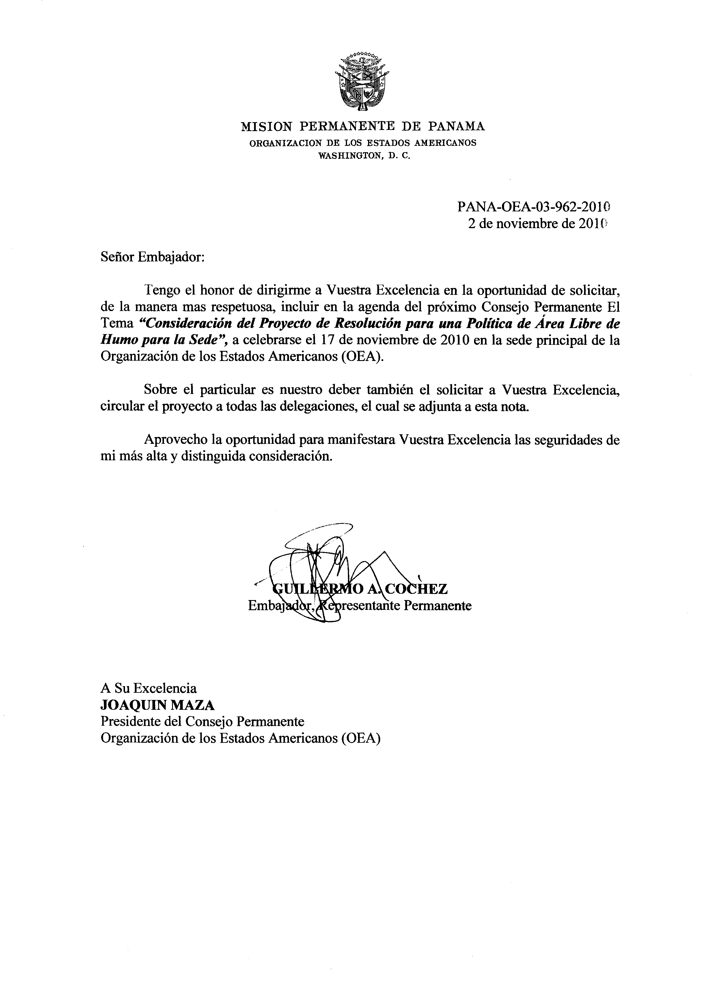 MISION PERMANENTE DE PANAMA
ORGANIZACION DE LOS ESTADOS AMERICANOS
WASHINGTON, D. C.
PANA-OEA-03-962-2010
2 de noviembre de 2010
Señor Embajador:
Tengo el honor de dirigirme a Vuestra Excelencia en la oportunidad de solicitar,
de la manera mas respetuosa, incluir en la agenda del próximo Consejo Permanente El
Tema “Consideración del Proyecto de Resolución para una Política de Área Libre de
Humo para la Sede”, a celebrarse el 17 de noviembre de 2010 en la sede principal de la
Organización de los Estados Americanos (OEA).
Sobre el particular es nuestro deber también el solicitar a Vuestra Excelencia,
circular el proyecto a todas las delegaciones, el cual se adjunta a esta nota.
Aprovecho la oportunidad para manifestara Vuestra Excelencia las seguridades de
mi más alta y distinguida consideración.
GUILLERMO A. COCHEZ
Embajador, Representante Permanente
A Su Excelencia
JOAQUIN MAZA
Presidente del Consejo Permanente
Organización de los Estados Americanos (OEA)